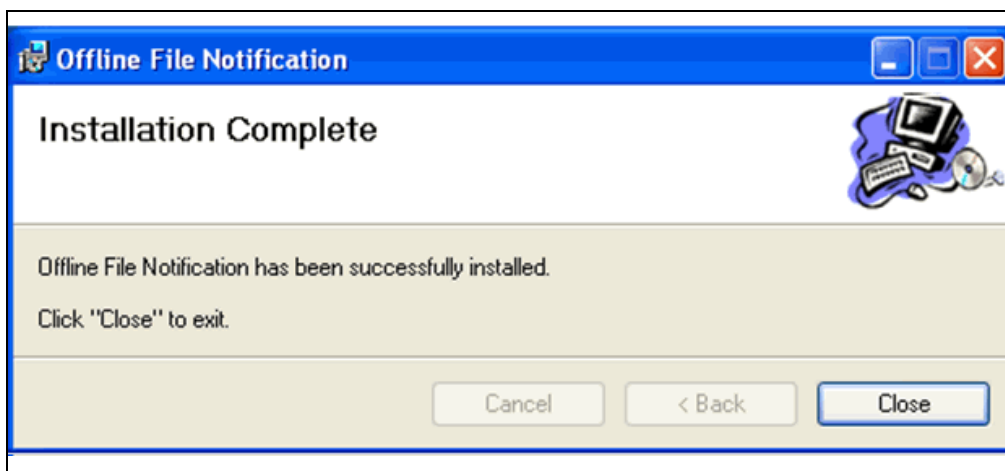 Offline File Notification
Installation Complete
Offline File Notification has been successfully installed.
Click "Close" to exit.
Cancel
< Back
Close